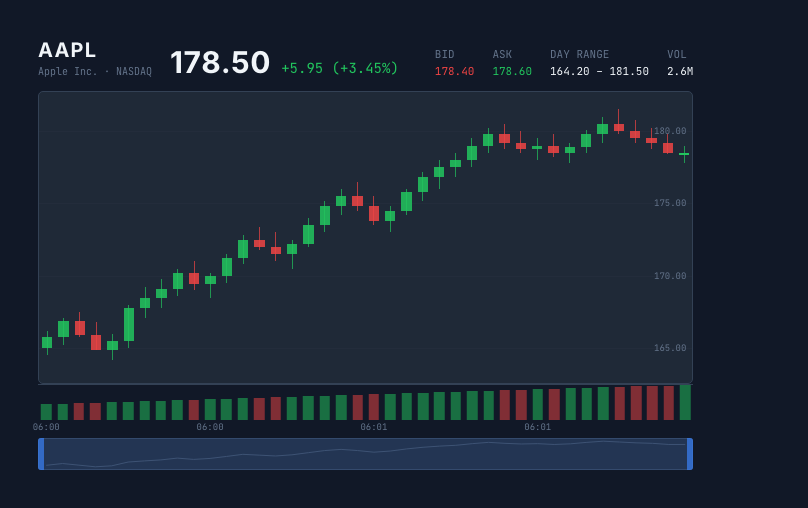 AAPL
Apple Inc. · NASDAQ
178.50 +5.95 (+3.45%)
BID ASK DAY RANGE VOL
178.40 178.60 164.20 – 181.50 2.6M
180.00
175.00
170.00
165.00
06:00 06:00 06:01 06:01